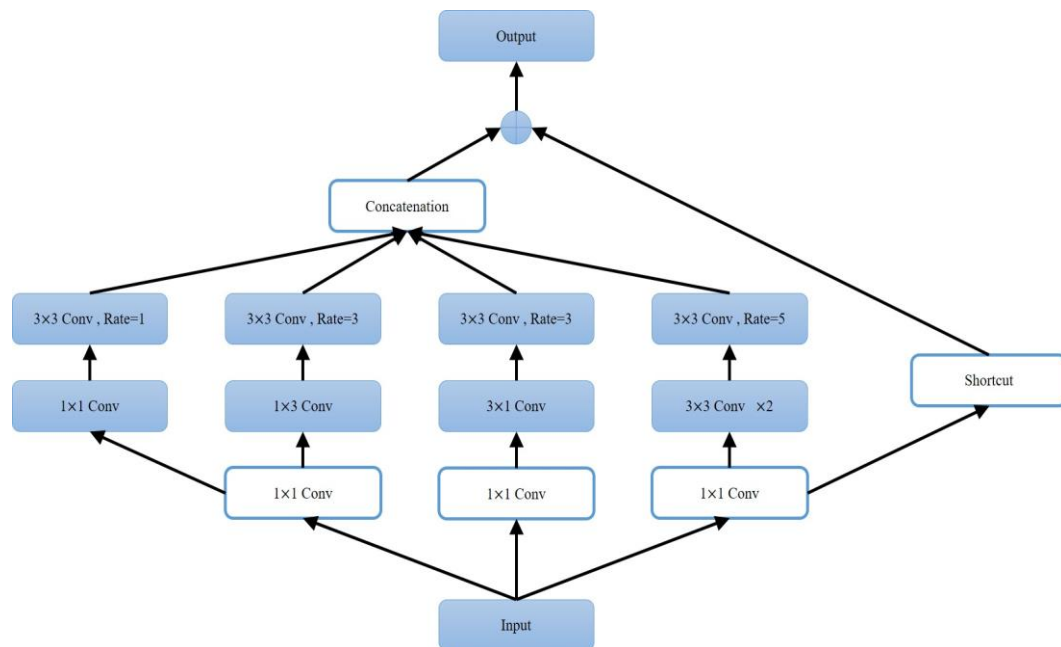 Output
Concatenation
3×3 Conv , Rate=1
3×3 Conv , Rate=3
3×3 Conv , Rate=3
3×3 Conv , Rate=5
1×1 Conv
1×3 Conv
3×1 Conv
3×3 Conv ×2
Shortcut
1×1 Conv
1×1 Conv
1×1 Conv
Input